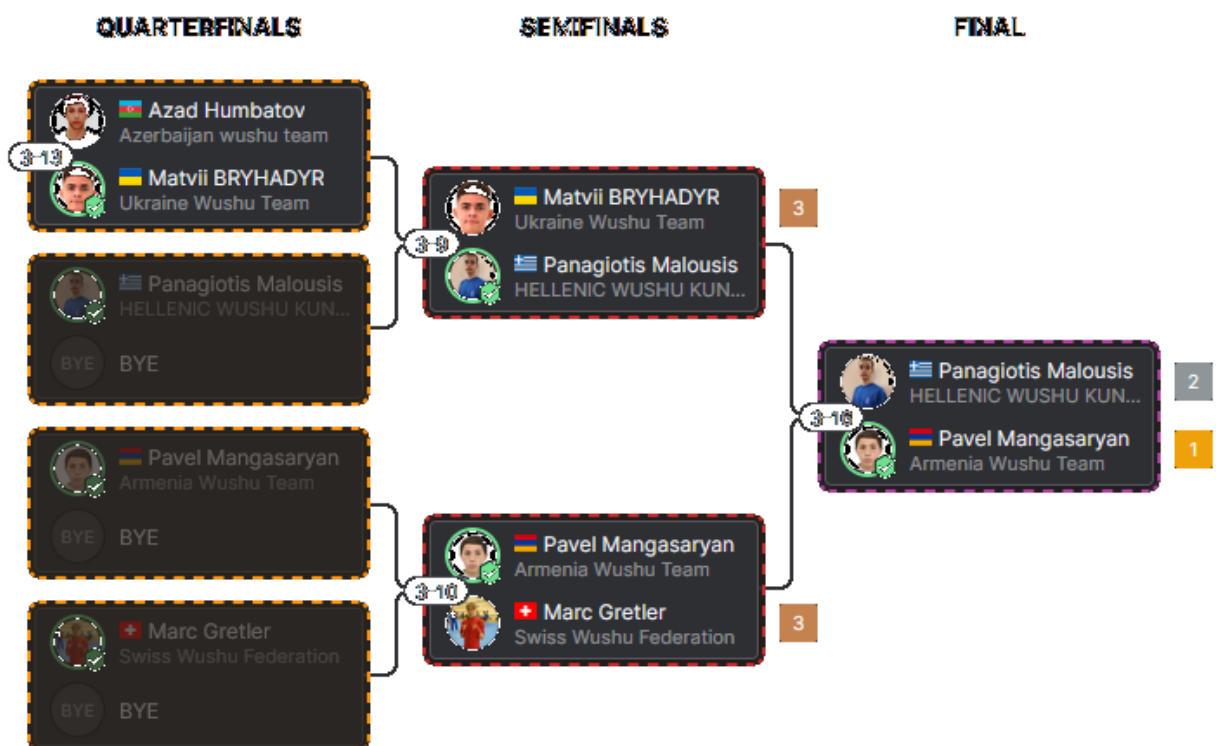 QUARTERFINALS
SEMIFINALS
FINAL
Azad Humbatov
Azerbaijan wushu team
3-13
Matvii BRYHADYR
Ukraine Wushu Team
Panagiotis Malousis
HELLENIC WUSHU KUN...
BYE
BYE
Pavel Mangasaryan
Armenia Wushu Team
BYE
BYE
Marc Gretler
Swiss Wushu Federation
BYE
BYE
Matvii BRYHADYR
Ukraine Wushu Team
3
3-9
Panagiotis Malousis
HELLENIC WUSHU KUN...
Pavel Mangasaryan
Armenia Wushu Team
3-10
Marc Gretler
Swiss Wushu Federation
3
Panagiotis Malousis
HELLENIC WUSHU KUN...
2
3-16
Pavel Mangasaryan
Armenia Wushu Team
1